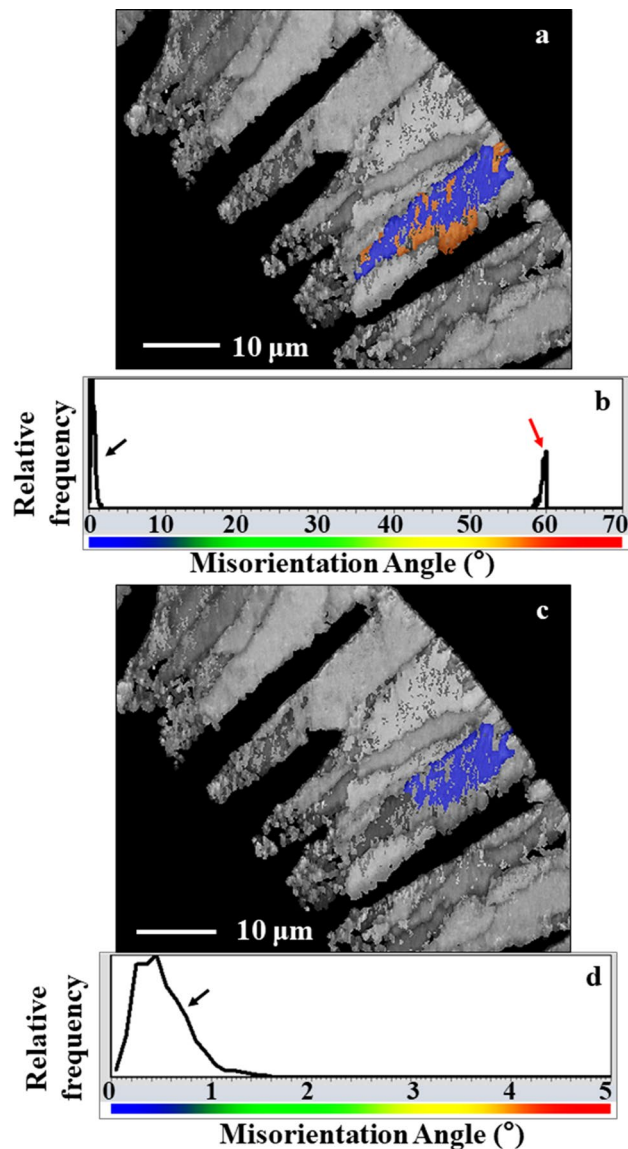 a
10 µm
b
Relative
frequency
0 10 20 30 40 50 60 70
Misorientation Angle (°)
c
10 µm
d
Relative
frequency
0 1 2 3 4 5
Misorientation Angle (°)